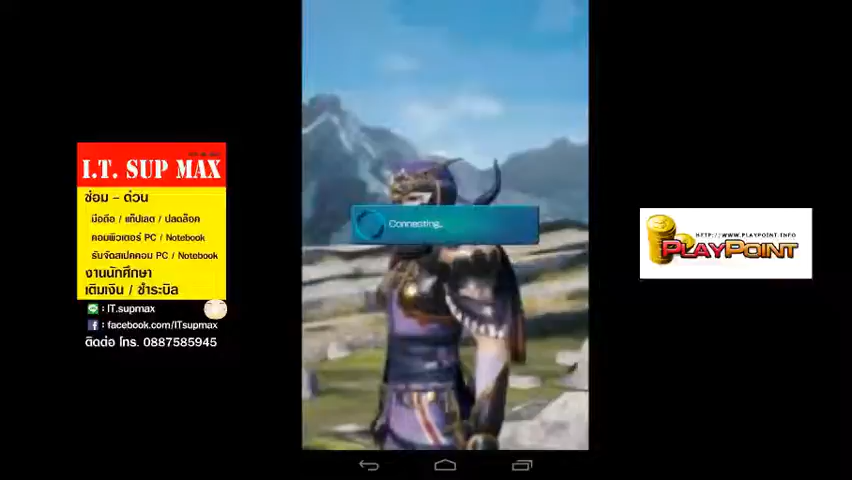 I.T. SUP MAX
ซ่อม - ด่วน
มือถือ / แท็ปเลต / ปลดล็อค
คอมพิวเตอร์ PC / Notebook
รับจัดสเปคคอม PC / Notebook
งานนักศึกษา
เติมเงิน / ชำระบิล
: IT.supmax
: facebook.com/ITsupmax
ติดต่อ โทร. 0887585945
Connecting..
HTTP://WWW.PLAYPOINT.INFO
PLAYPOINT